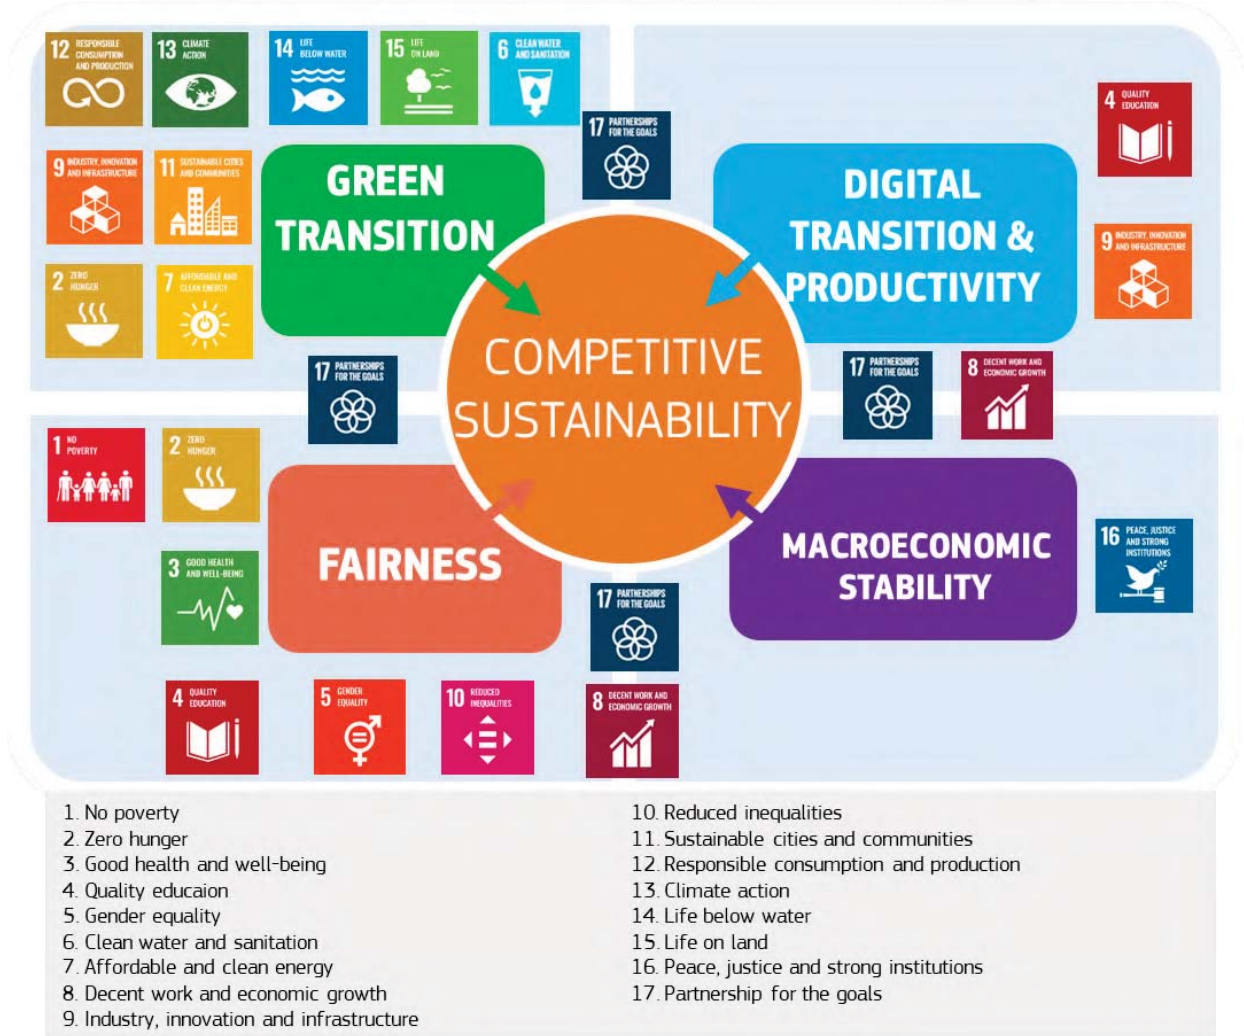 12 RESPONSIBLE
CONSUMPTION
AND PRODUCTION
13 CLIMATE
ACTION
14 LIFE
BELOW WATER
15 LIFE
ON LAND
6 CLEAN WATER
AND SANITATION
17 PARTNERSHIPS
FOR THE GOALS
4 QUALITY
EDUCATION
9 INDUSTRY, INNOVATION
AND INFRASTRUCTURE
11 SUSTAINABLE CITIES
AND COMMUNITIES
GREEN
TRANSITION
DIGITAL
TRANSITION &
PRODUCTIVITY
9 INDUSTRY, INNOVATION
AND INFRASTRUCTURE
2 ZERO
HUNGER
7 AFFORDABLE AND
CLEAN ENERGY
COMPETITIVE
SUSTAINABILITY
17 PARTNERSHIPS
FOR THE GOALS
17 PARTNERSHIPS
FOR THE GOALS
8 DECENT WORK AND
ECONOMIC GROWTH
1 NO
POVERTY
2 ZERO
HUNGER
3 GOOD HEALTH
AND WELL-BEING
FAIRNESS
MACROECONOMIC
STABILITY
16 PEACE, JUSTICE
AND STRONG
INSTITUTIONS
17 PARTNERSHIPS
FOR THE GOALS
4 QUALITY
EDUCATION
5 GENDER
EQUALITY
10 REDUCED
INEQUALITIES
8 DECENT WORK AND
ECONOMIC GROWTH
1. No poverty
2. Zero hunger
3. Good health and well-being
4. Quality educaion
5. Gender equality
6. Clean water and sanitation
7. Affordable and clean energy
8. Decent work and economic growth
9. Industry, innovation and infrastructure
10. Reduced inequalities
11. Sustainable cities and communities
12. Responsible consumption and production
13. Climate action
14. Life below water
15. Life on land
16. Peace, justice and strong institutions
17. Partnership for the goals